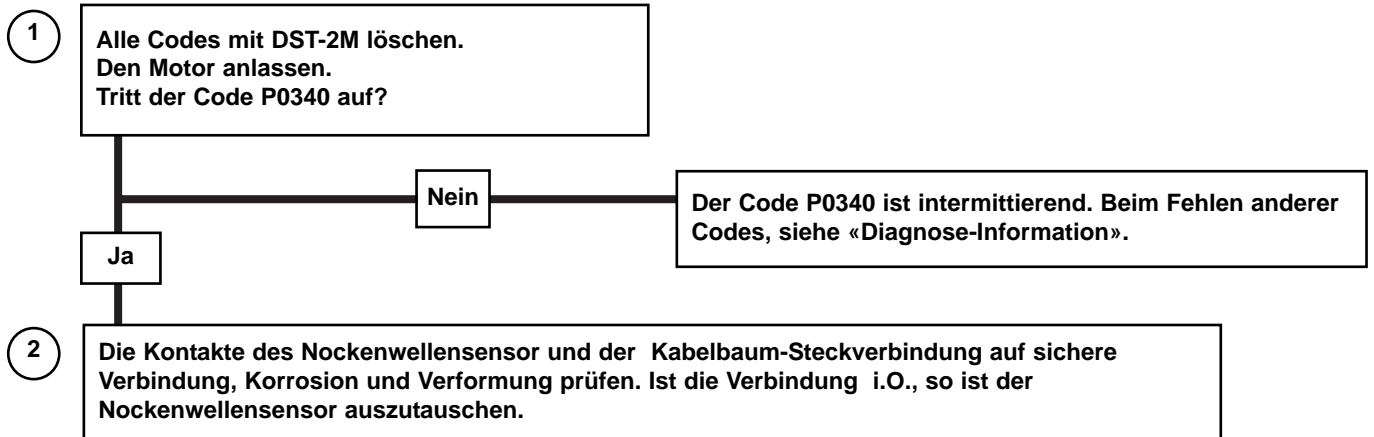 1
Alle Codes mit DST-2M löschen.
Den Motor anlassen.
Tritt der Code P0340 auf?
Nein
Der Code P0340 ist intermittierend. Beim Fehlen anderer
Codes, siehe «Diagnose-Information».
Ja
2
Die Kontakte des Nockenwellensensor und der Kabelbaum-Steckverbindung auf sichere
Verbindung, Korrosion und Verformung prüfen. Ist die Verbindung i.O., so ist der
Nockenwellensensor auszutauschen.